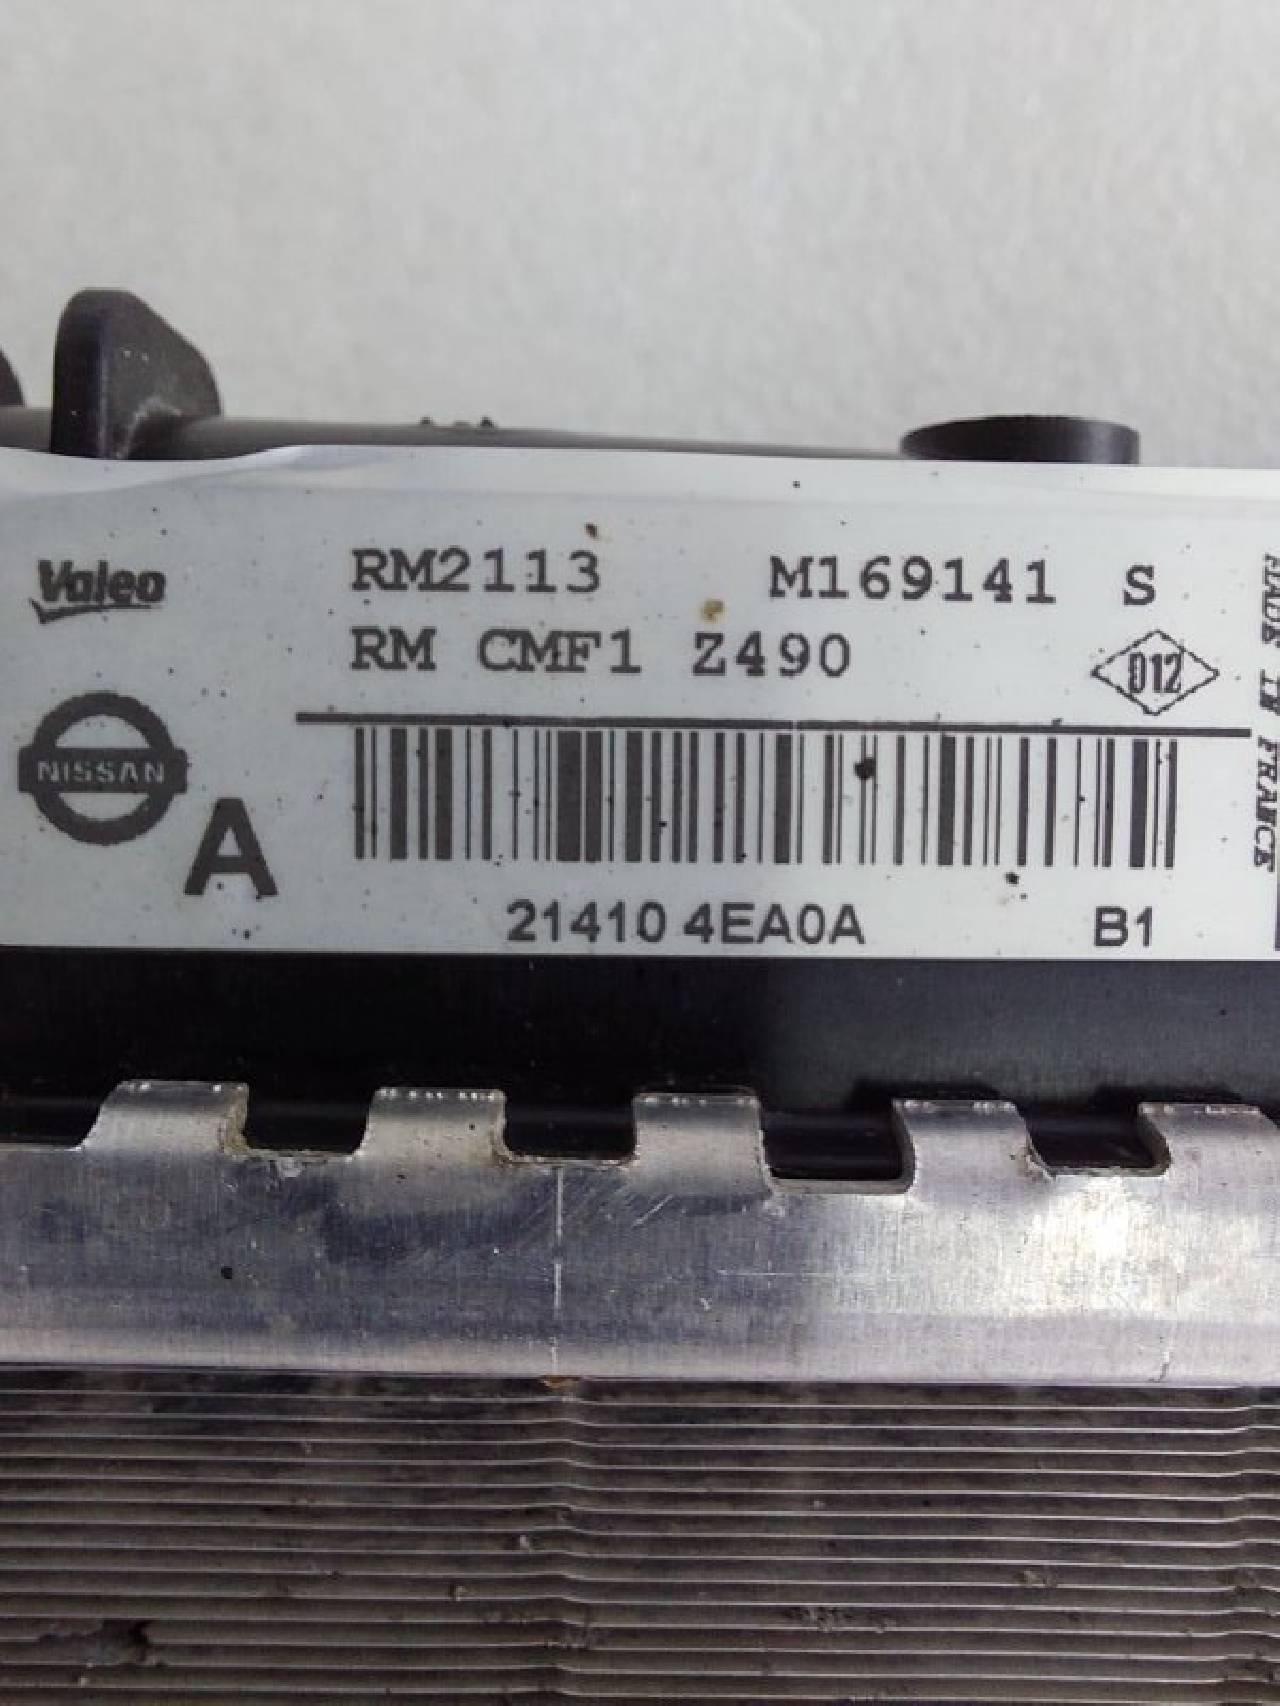 Valeo
RM2113 M169141 S
RM CMF1 Z490
012
NISSAN
A
21410 4EA0A B1
MADE IN FRANCE